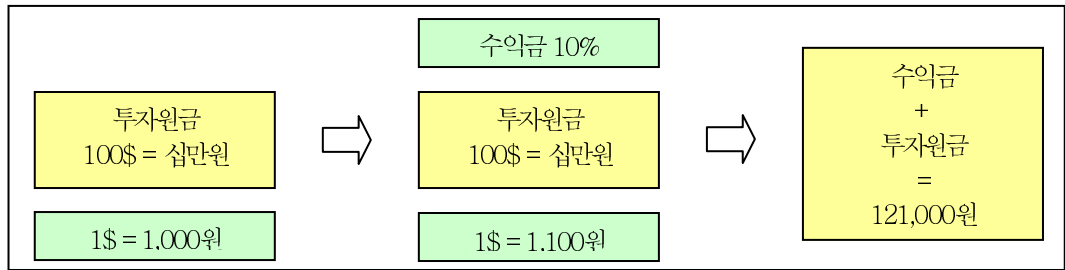 투자원금
100$ = 십만원
1$ = 1,000원
수익금 10%
투자원금
100$ = 십만원
1$ = 1,100원
수익금
+
투자원금
=
121,000원